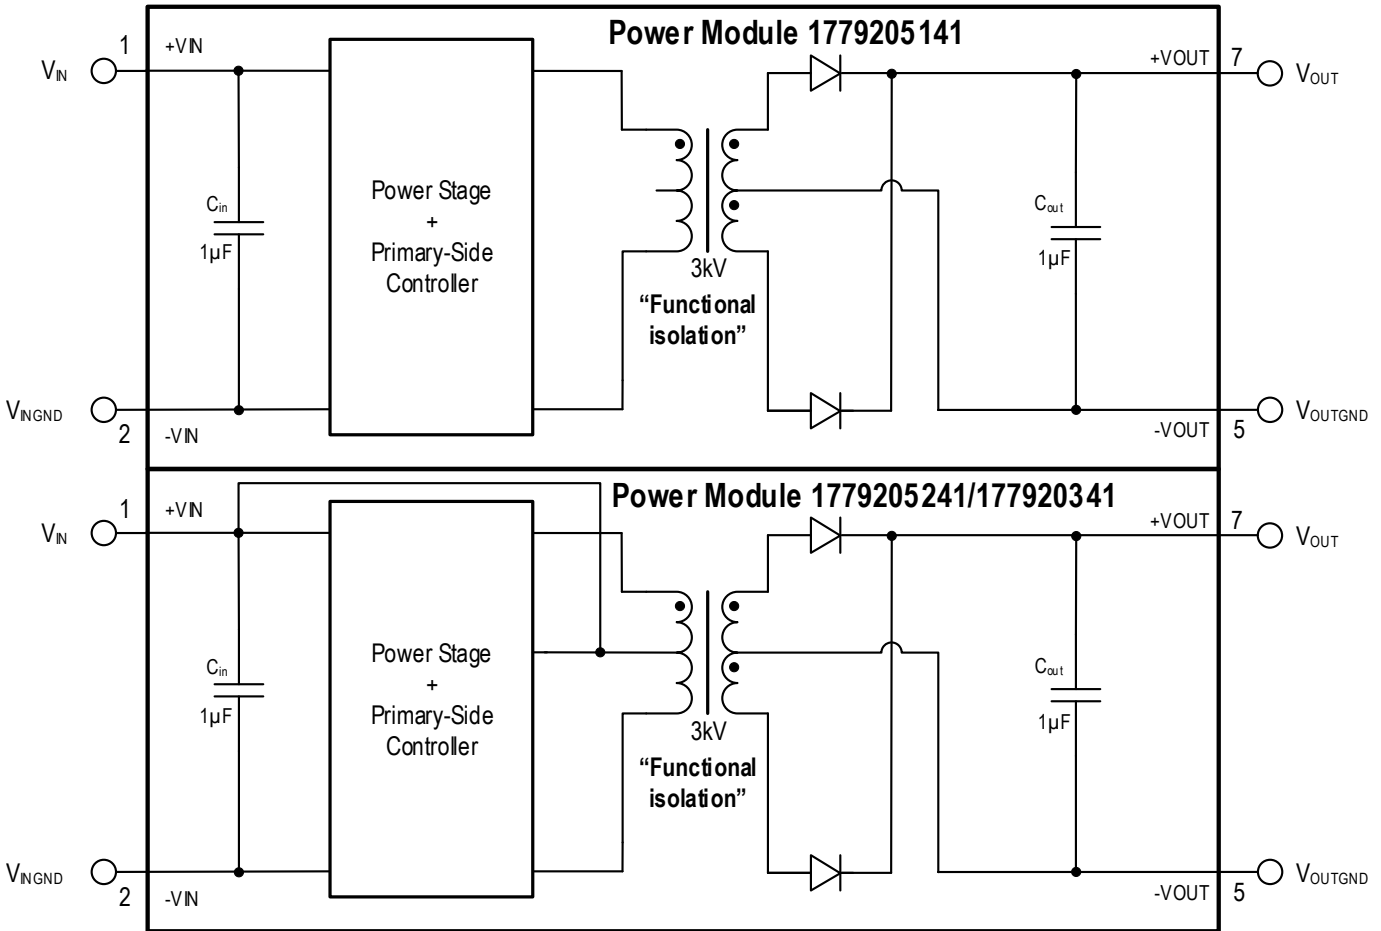 Power Module 1779205141
1
+VIN
+VOUT
7
VIN
VOUT
Power Stage
+
Primary-Side
Controller
Cin
1µF
Cout
1µF
3kV
“Functional
isolation”
VINGND
2
-VIN
-VOUT
5
VOUTGND
Power Module 1779205241/177920341
1
+VIN
+VOUT
7
VIN
VOUT
Power Stage
+
Primary-Side
Controller
Cin
1µF
Cout
1µF
3kV
“Functional
isolation”
VINGND
2
-VIN
-VOUT
5
VOUTGND